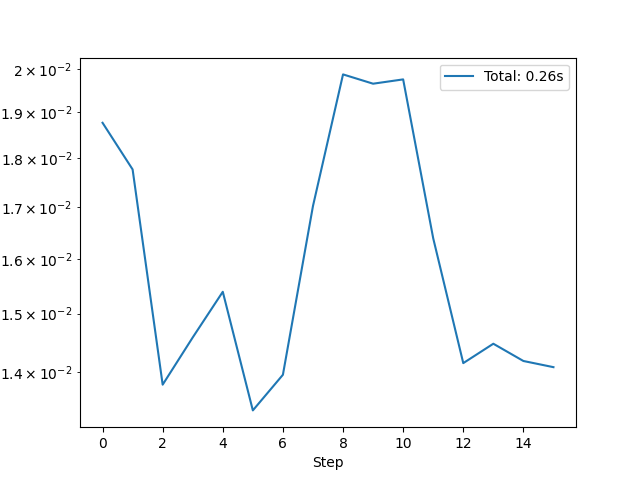 2 × 10⁻²
1.9 × 10⁻²
1.8 × 10⁻²
1.7 × 10⁻²
1.6 × 10⁻²
1.5 × 10⁻²
1.4 × 10⁻²
Total: 0.26s
0 2 4 6 8 10 12 14
Step